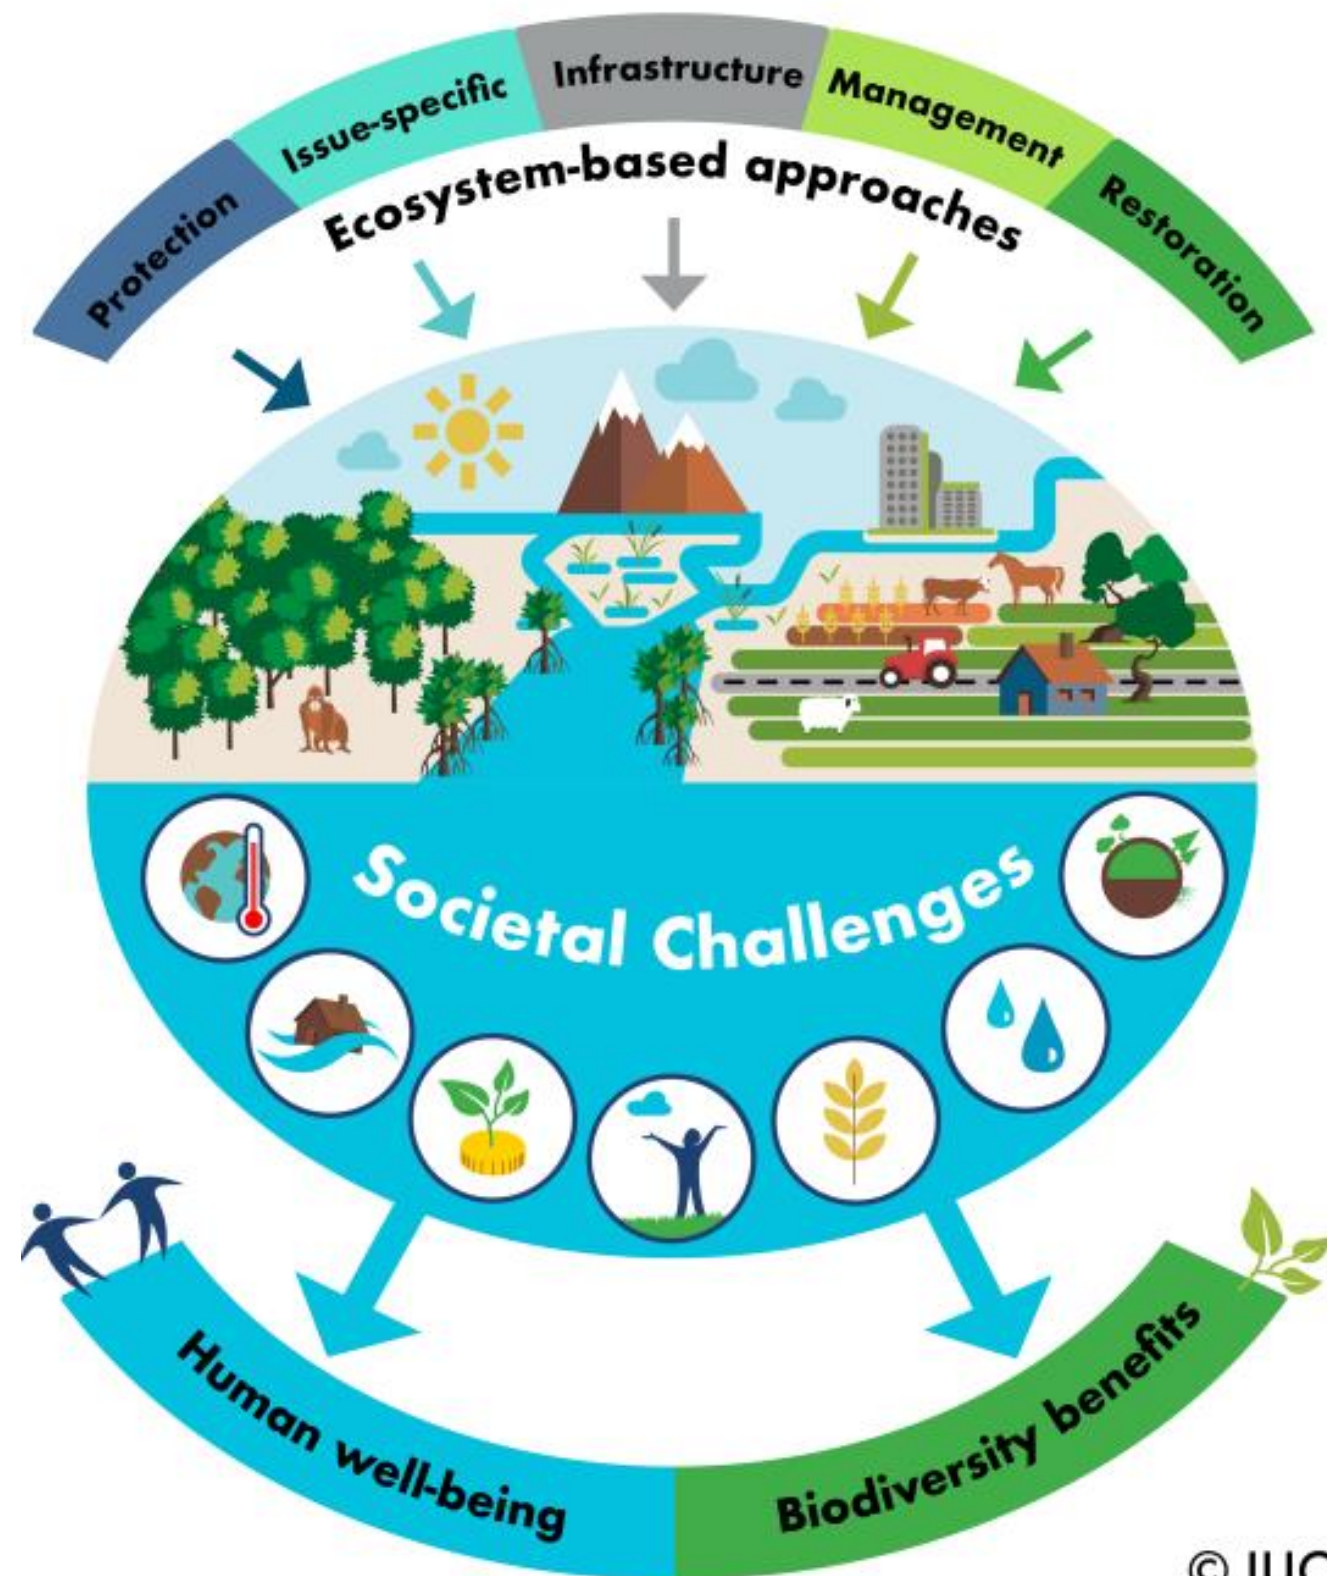 Protection
Issue-specific
Infrastructure
Management
Restoration
Ecosystem-based approaches
Societal Challenges
Human well-being
Biodiversity benefits